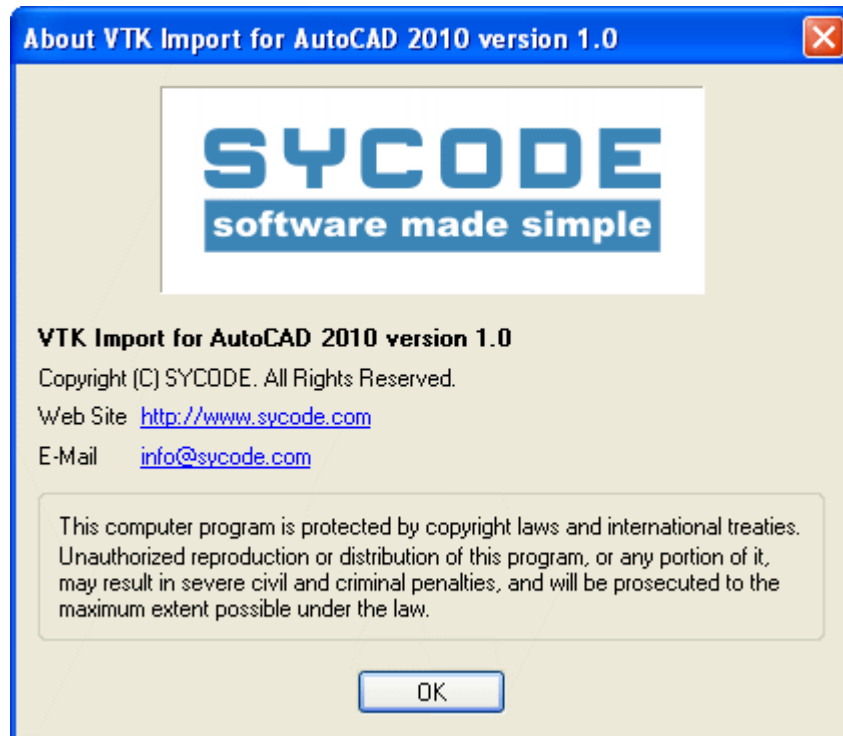 About VTK Import for AutoCAD 2010 version 1.0
SYCODE
software made simple
VTK Import for AutoCAD 2010 version 1.0
Copyright (C) SYCODE. All Rights Reserved.
Web Site http://www.sycode.com
E-Mail info@sycode.com
This computer program is protected by copyright laws and international treaties.
Unauthorized reproduction or distribution of this program, or any portion of it,
may result in severe civil and criminal penalties, and will be prosecuted to the
maximum extent possible under the law.
OK